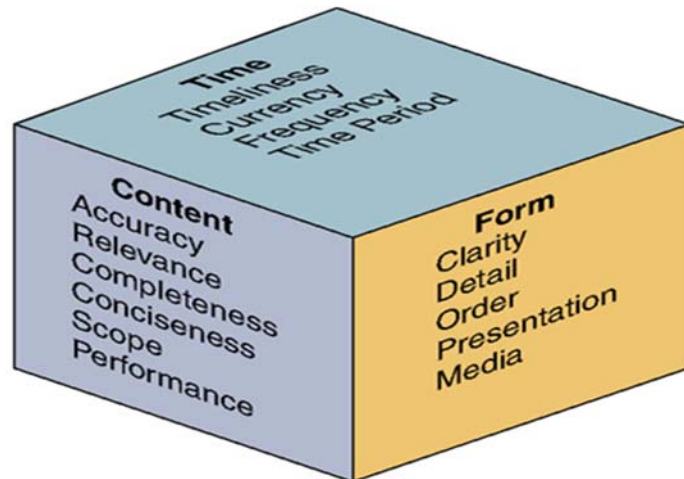 Time
Timeliness
Currency
Frequency
Time Period
Content
Accuracy
Relevance
Completeness
Conciseness
Scope
Performance
Form
Clarity
Detail
Order
Presentation
Media